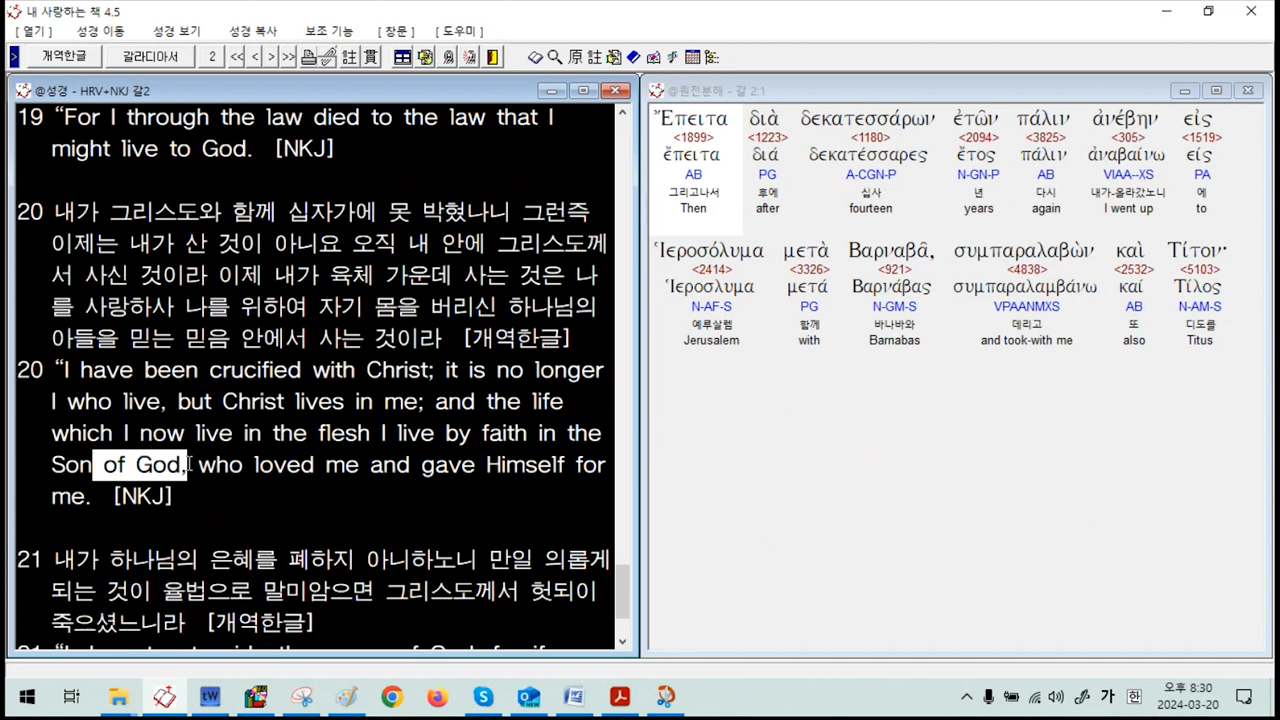 내 사랑하는 책 4.5
[ 열기 ] 성경 이동 성경 보기 성경 복사 보조 기능 [ 창문 ] [ 도우미 ]
> 개역한글 갈라디아서 2 << < > >> 註 貫 原 註
@성경 - HRV+NKJ 갈2
19 “For I through the law died to the law that I
might live to God. [NKJ]
20 내가 그리스도와 함께 십자가에 못 박혔나니 그런즉
이제는 내가 산 것이 아니요 오직 내 안에 그리스도께
서 사신 것이라 이제 내가 육체 가운데 사는 것은 나
를 사랑하사 나를 위하여 자기 몸을 버리신 하나님의
아들을 믿는 믿음 안에서 사는 것이라 [개역한글]
20 “I have been crucified with Christ; it is no longer
I who live, but Christ lives in me; and the life
which I now live in the flesh I live by faith in the
Son of God, who loved me and gave Himself for
me. [NKJ]
21 내가 하나님의 은혜를 폐하지 아니하노니 만일 의롭게
되는 것이 율법으로 말미암으면 그리스도께서 헛되이
죽으셨느니라 [개역한글]
@원전분해 - 갈 2:1
Ἔπειτα διὰ δεκατεσσάρων ἐτῶν πάλιν ἀνέβην εἰς
<1899> <1223> <1180> <2094> <3825> <305> <1519>
ἔπειτα διά δεκατέσσαρες ἔτος πάλιν ἀναβαίνω εἰς
AB PG A-CGN-P N-GN-P AB VIAA--XS PA
그리고나서 후에 십사 년 다시 내가-올라갔노니 에
Then after fourteen years again I went up to
Ἱεροσόλυμα μετὰ Βαρναβᾶ, συμπαραλαβὼν καὶ Τίτον·
<2414> <3326> <921> <4838> <2532> <5103>
Ἱεροσλυμα μετά Βαρνάβας συμπαραλαμβάνω καί Τίλος
N-AF-S PG N-GM-S VPAANMXS AB N-AM-S
예루살렘 함께 바나바와 데리고 또 디도를
Jerusalem with Barnabas and took-with me also Titus
tW
가 한
오후 8:30
2024-03-20